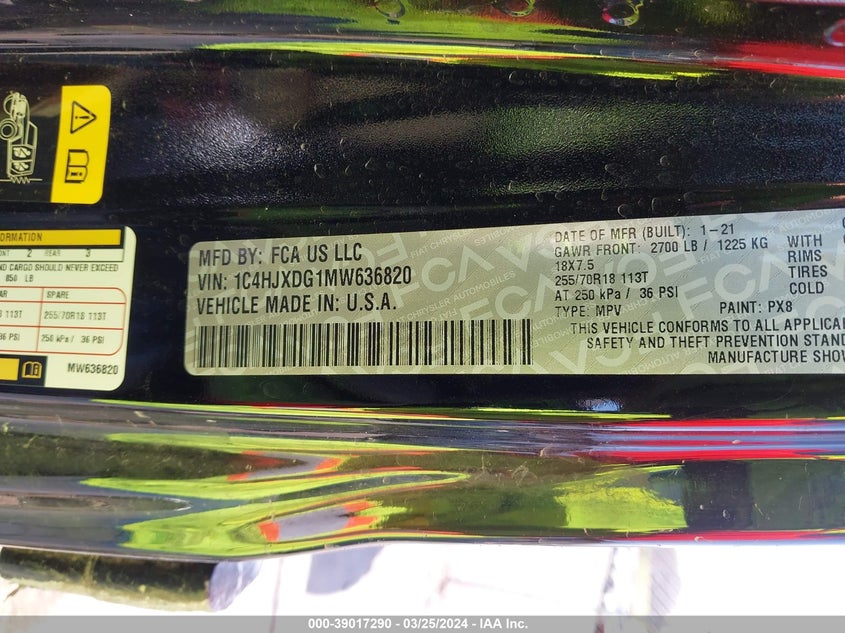 ORMATION
ONT 2 REAR 3
ND CARGO SHOULD NEVER EXCEED
850 LB
AR SPARE
8 113T 255/70R18 113T
36 PSI 250 kPa / 36 PSI
MW636820
MFD BY: FCA US LLC
VIN: 1C4HJXDG1MW636820
VEHICLE MADE IN: U.S.A.
DATE OF MFR (BUILT): 1-21
GAWR FRONT: 2700 LB / 1225 KG WITH
18X7.5 RIMS
255/70R18 113T TIRES
AT 250 kPa / 36 PSI COLD
TYPE: MPV PAINT: PX8
THIS VEHICLE CONFORMS TO ALL APPLICA
SAFETY AND THEFT PREVENTION STAND
MANUFACTURE SHOW
000-39017290 - 03/25/2024 - IAA Inc.